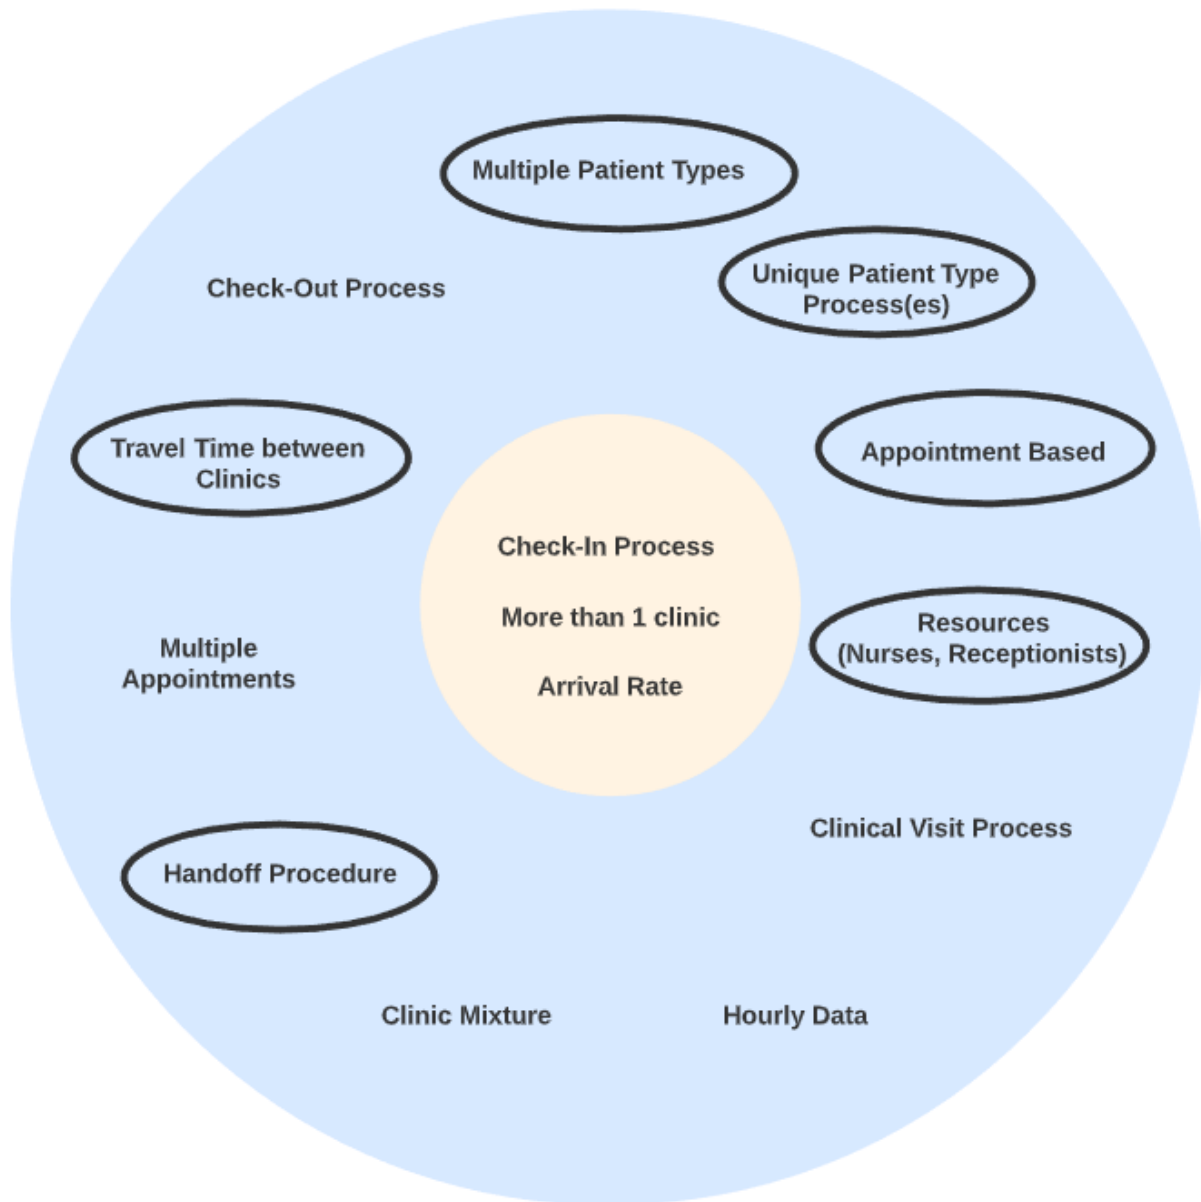 Multiple Patient Types
Unique Patient Type
Process(es)
Check-Out Process
Travel Time between
Clinics
Appointment Based
Check-In Process
More than 1 clinic
Arrival Rate
Resources
(Nurses, Receptionists)
Multiple
Appointments
Clinical Visit Process
Handoff Procedure
Clinic Mixture
Hourly Data